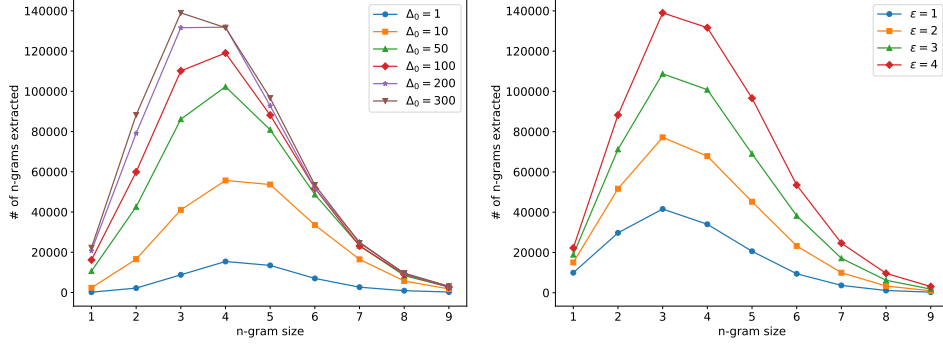 140000
120000
100000
80000
60000
40000
20000
0
# of n-grams extracted
1 2 3 4 5 6 7 8 9
n-gram size
Δ₀ = 1
Δ₀ = 10
Δ₀ = 50
Δ₀ = 100
Δ₀ = 200
Δ₀ = 300
140000
120000
100000
80000
60000
40000
20000
0
# of n-grams extracted
1 2 3 4 5 6 7 8 9
n-gram size
ε = 1
ε = 2
ε = 3
ε = 4